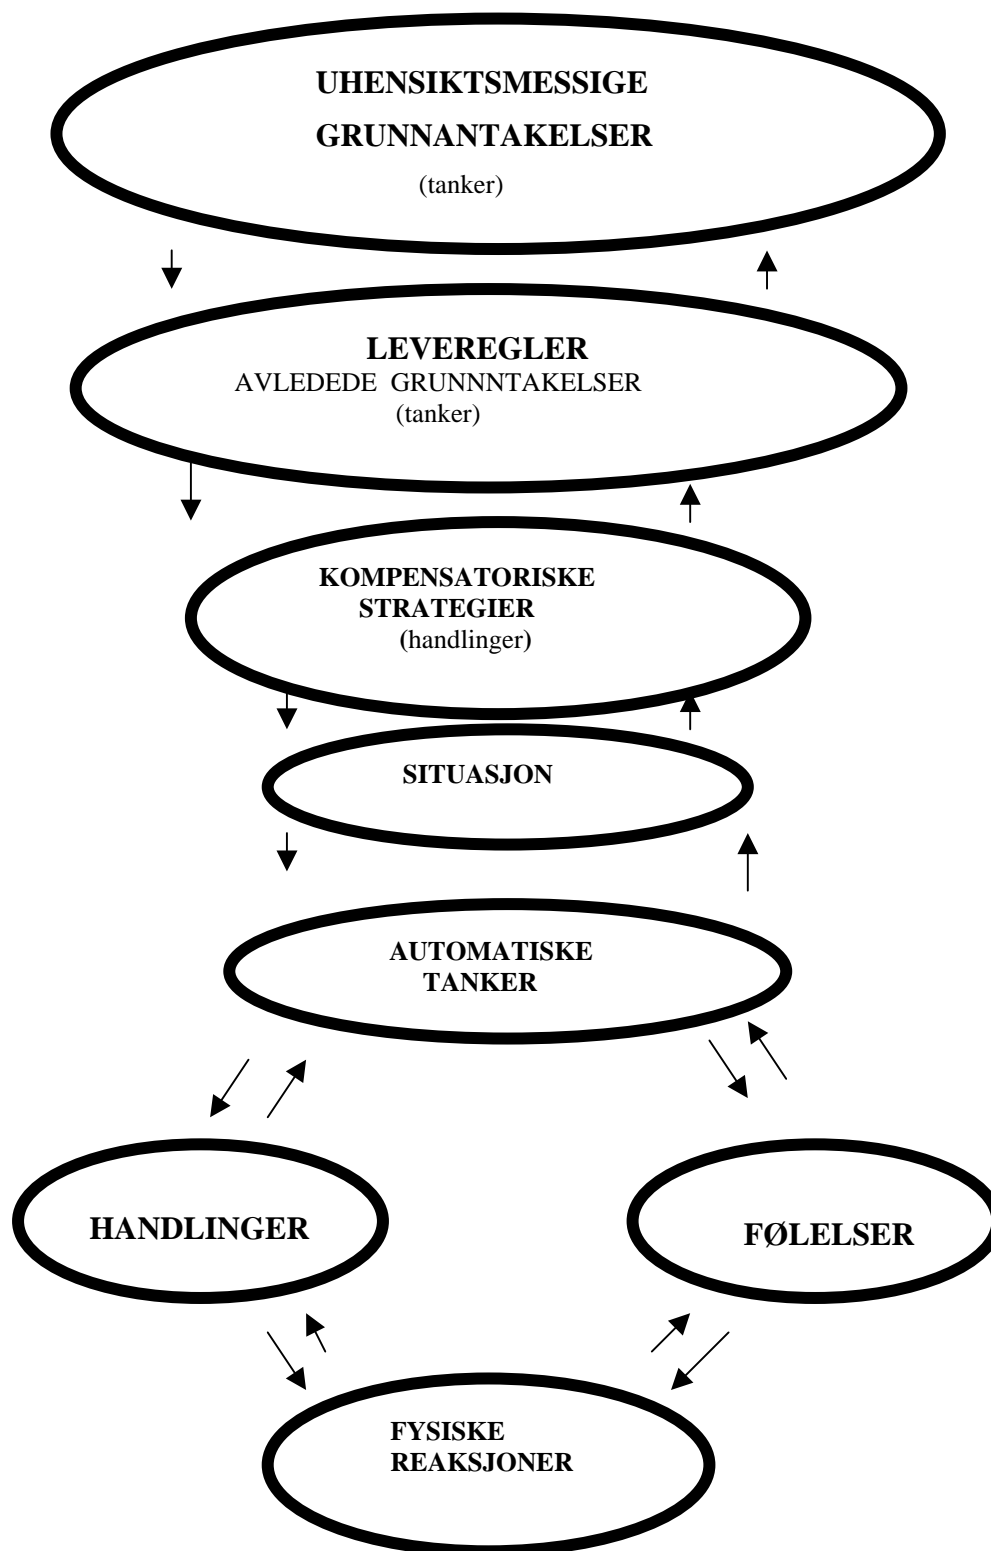 UHENSIKTSMESSIGE
GRUNNANTAKELSER
(tanker)
LEVEREGLER
AVLEDEDE GRUNNNTAKELSER
(tanker)
KOMPENSATORISKE
STRATEGIER
(handlinger)
SITUASJON
AUTOMATISKE
TANKER
HANDLINGER
FØLELSER
FYSISKE
REAKSJONER